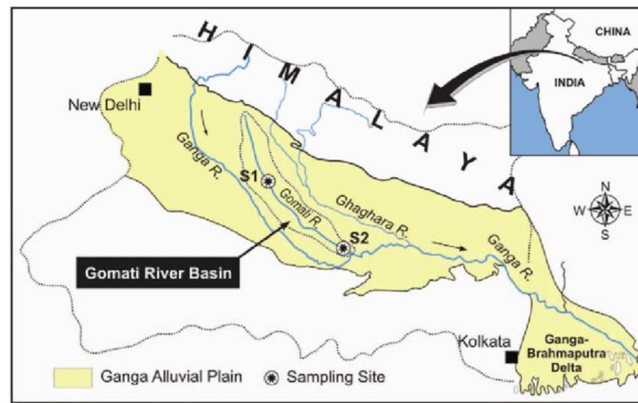 HIMALAYA
CHINA
INDIA
New Delhi
Ganga R.
S1
Gomati R.
Ghaghara R.
S2
N
W E
S
Ganga R.
Gomati River Basin
Kolkata
Ganga-
Brahmaputra
Delta
Ganga Alluvial Plain
Sampling Site